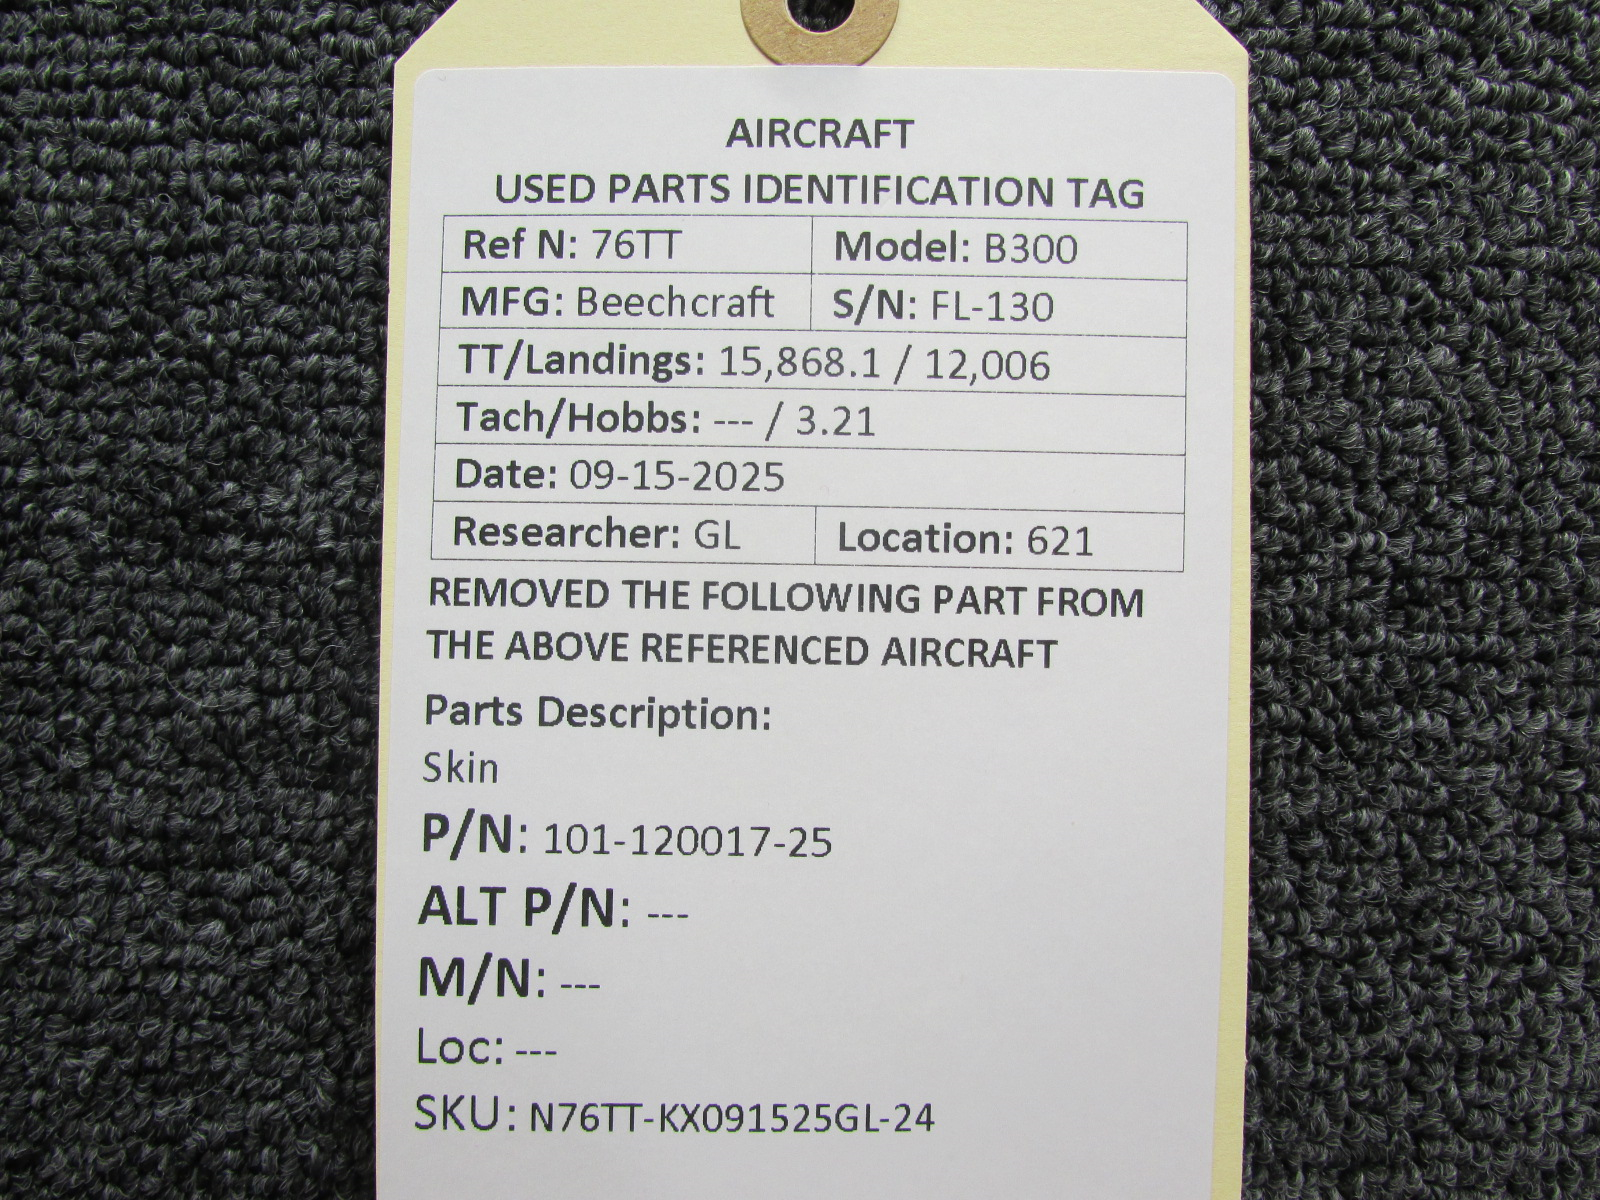 AIRCRAFT
USED PARTS IDENTIFICATION TAG
Ref N: 76TT Model: B300
MFG: Beechcraft S/N: FL-130
TT/Landings: 15,868.1 / 12,006
Tach/Hobbs: --- / 3.21
Date: 09-15-2025
Researcher: GL Location: 621
REMOVED THE FOLLOWING PART FROM
THE ABOVE REFERENCED AIRCRAFT
Parts Description:
Skin
P/N: 101-120017-25
ALT P/N: ---
M/N: ---
Loc: ---
SKU: N76TT-KX091525GL-24